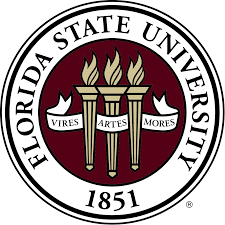 FLORIDA STATE UNIVERSITY
VIRES ARTES MORES
1851
®